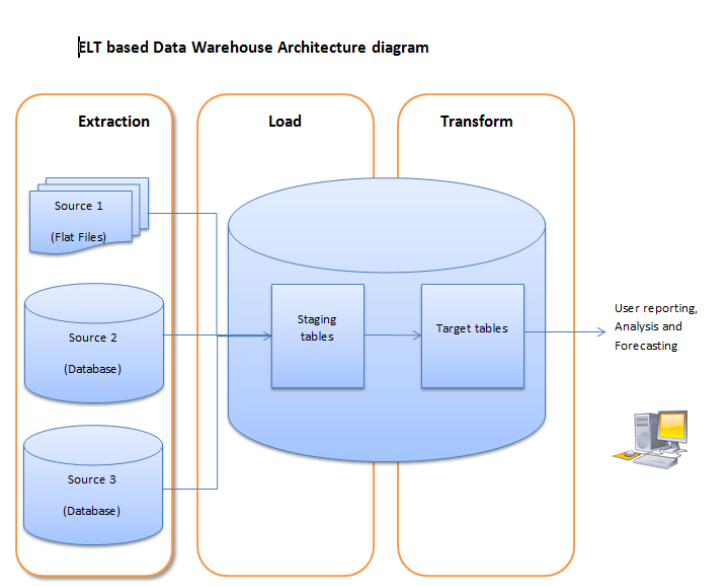 ELT based Data Warehouse Architecture diagram
Extraction
Load
Transform
Source 1
(Flat Files)
Source 2
(Database)
Source 3
(Database)
Staging
tables
Target tables
User reporting,
Analysis and
Forecasting